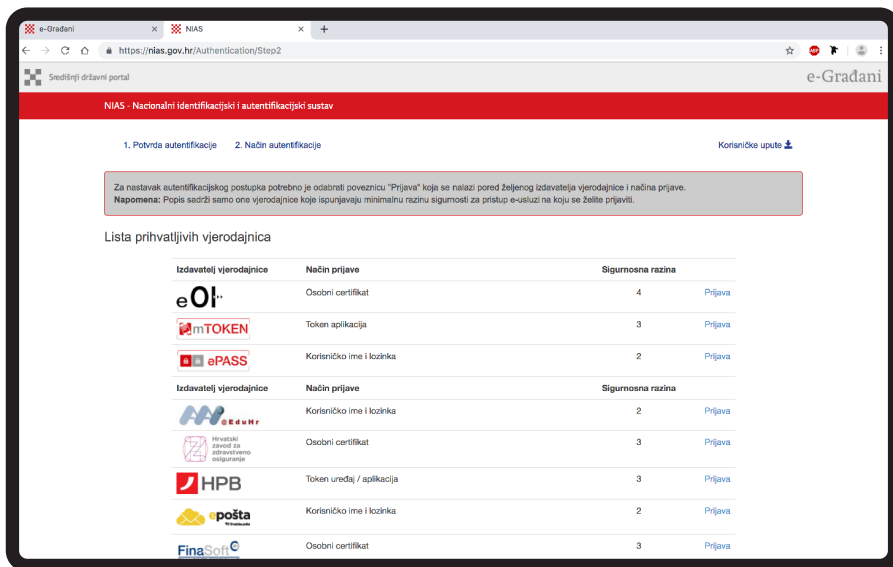 e-Građani
NIAS
https://nias.gov.hr/Authentication/Step2
ABP
Središnji državni portal
e-Građani
NIAS - Nacionalni identifikacijski i autentifikacijski sustav
1. Potvrda autentifikacije 2. Način autentifikacije Korisničke upute
Za nastavak autentifikacijskog postupka potrebno je odabrati poveznicu "Prijava" koja se nalazi pored željenog izdavatelja vjerodajnice i načina prijave.
Napomena: Popis sadrži samo one vjerodajnice koje ispunjavaju minimalnu razinu sigurnosti za pristup e-usluzi na koju se želite prijaviti.
Lista prihvatljivih vjerodajnica
Izdavatelj vjerodajnice Način prijave Sigurnosna razina
eOI Osobni certifikat 4 Prijava
mTOKEN Token aplikacija 3 Prijava
ePASS Korisničko ime i lozinka 2 Prijava
Izdavatelj vjerodajnice Način prijave Sigurnosna razina
AAI@EduHr Korisničko ime i lozinka 2 Prijava
Hrvatski
zavod za
zdravstveno
osiguranje
Osobni certifikat 3 Prijava
HPB Token uređaj / aplikacija 3 Prijava
epošta Korisničko ime i lozinka 2 Prijava
FinaSoft Osobni certifikat 3 Prijava